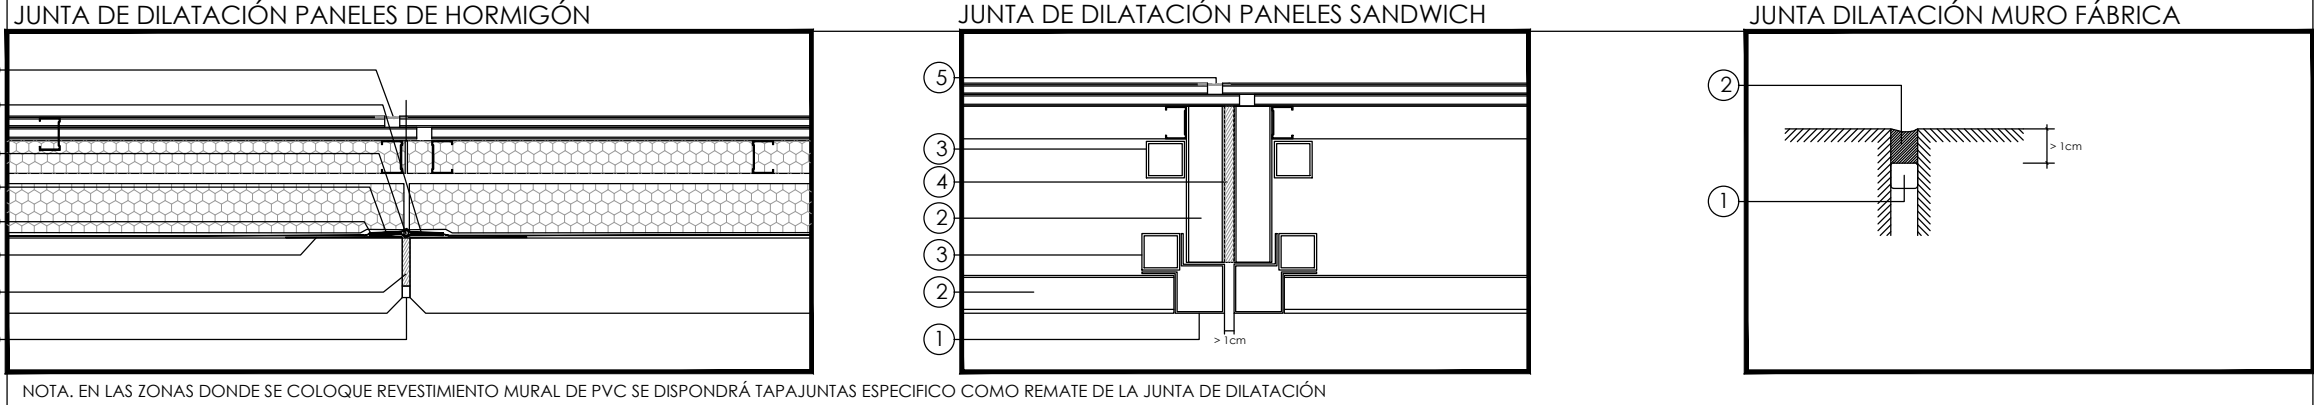 JUNTA DE DILATACIÓN PANELES DE HORMIGÓN
JUNTA DE DILATACIÓN PANELES SANDWICH
5
3
4
2
3
2
1
> 1cm
JUNTA DILATACIÓN MURO FÁBRICA
2
1
> 1cm
NOTA. EN LAS ZONAS DONDE SE COLOQUE REVESTIMIENTO MURAL DE PVC SE DISPONDRÁ TAPAJUNTAS ESPECIFICO COMO REMATE DE LA JUNTA DE DILATACIÓN